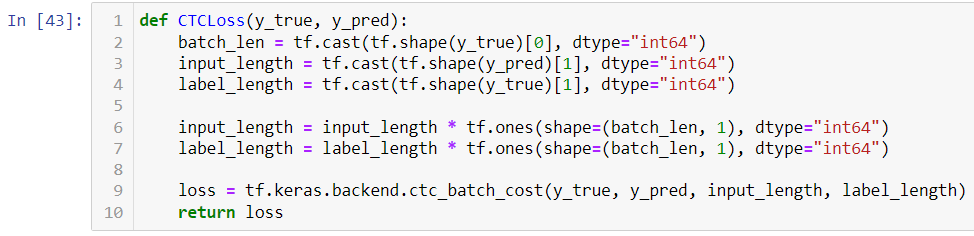 In [43]:
1 def CTCLoss(y_true, y_pred):
2     batch_len = tf.cast(tf.shape(y_true)[0], dtype="int64")
3     input_length = tf.cast(tf.shape(y_pred)[1], dtype="int64")
4     label_length = tf.cast(tf.shape(y_true)[1], dtype="int64")
5
6     input_length = input_length * tf.ones(shape=(batch_len, 1), dtype="int64")
7     label_length = label_length * tf.ones(shape=(batch_len, 1), dtype="int64")
8
9     loss = tf.keras.backend.ctc_batch_cost(y_true, y_pred, input_length, label_length)
10     return loss